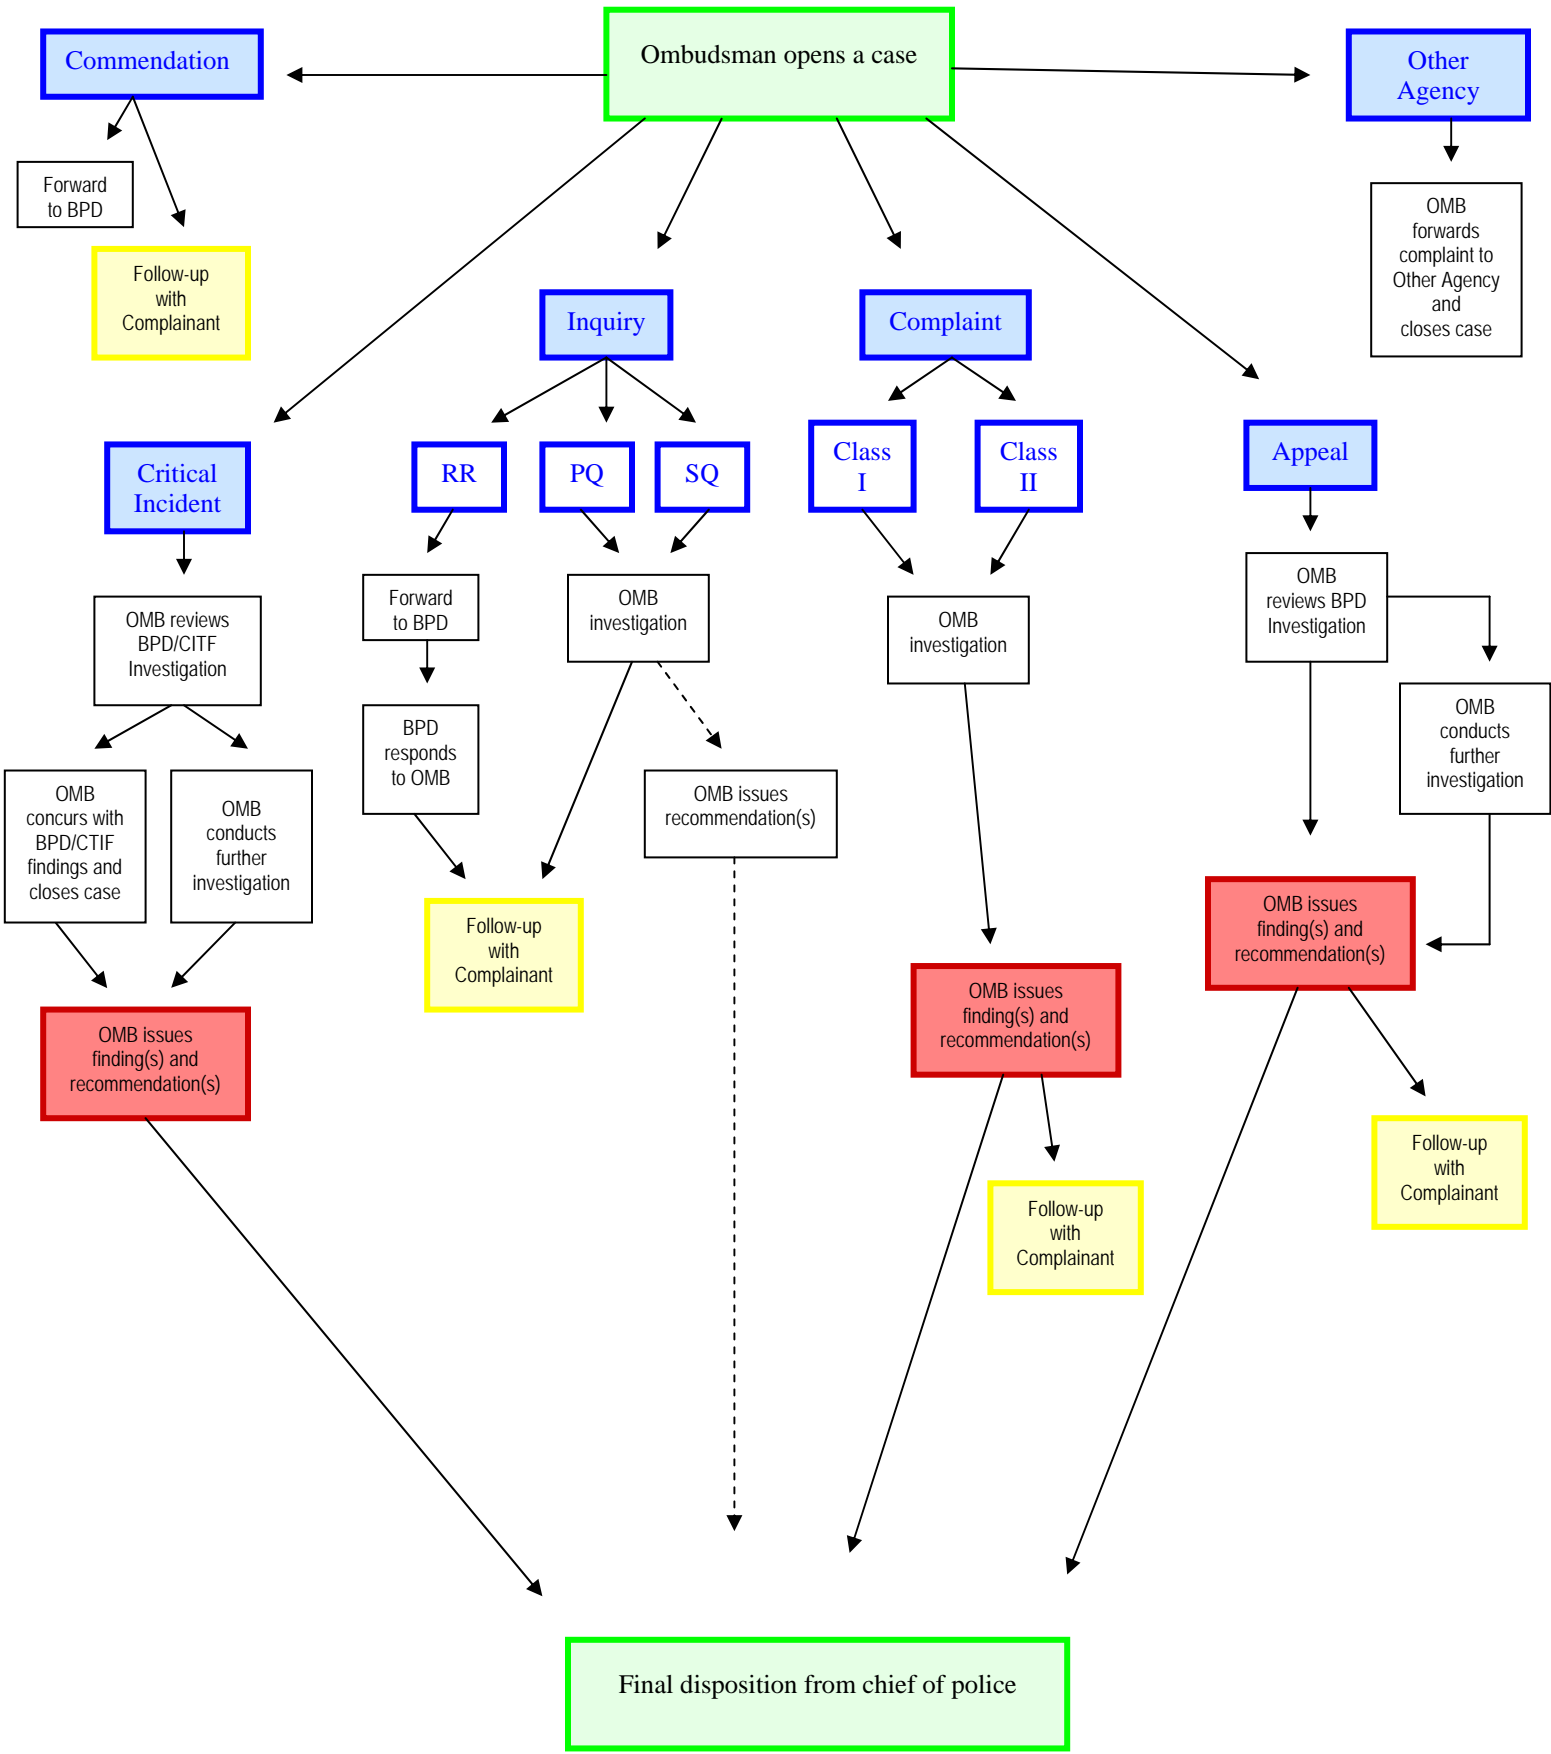 Ombudsman opens a case
Commendation
Other
Agency
Forward
to BPD
Follow-up
with
Complainant
OMB
forwards
complaint to
Other Agency
and
closes case
Inquiry
Complaint
Critical
Incident
RR
PQ
SQ
Class
I
Class
II
Appeal
OMB reviews
BPD/CITF
Investigation
Forward
to BPD
OMB
investigation
OMB
investigation
OMB
reviews BPD
Investigation
OMB
conducts
further
investigation
BPD
responds
to OMB
OMB issues
recommendation(s)
OMB
concurs with
BPD/CTIF
findings and
closes case
OMB
conducts
further
investigation
Follow-up
with
Complainant
OMB issues
finding(s) and
recommendation(s)
OMB issues
finding(s) and
recommendation(s)
OMB issues
finding(s) and
recommendation(s)
Follow-up
with
Complainant
Follow-up
with
Complainant
Final disposition from chief of police